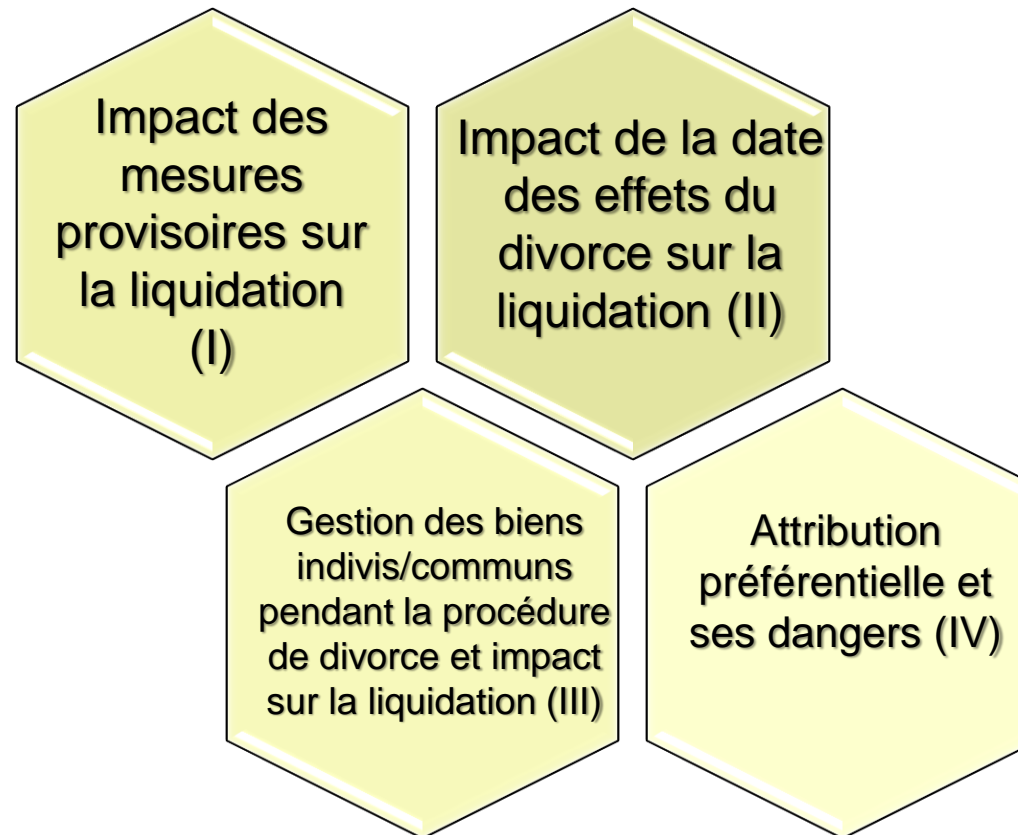 Impact des
mesures
provisoires sur
la liquidation
(I)
Impact de la date
des effets du
divorce sur la
liquidation (II)
Gestion des biens
indivis/communs
pendant la procédure
de divorce et impact
sur la liquidation (III)
Attribution
préférentielle et
ses dangers (IV)